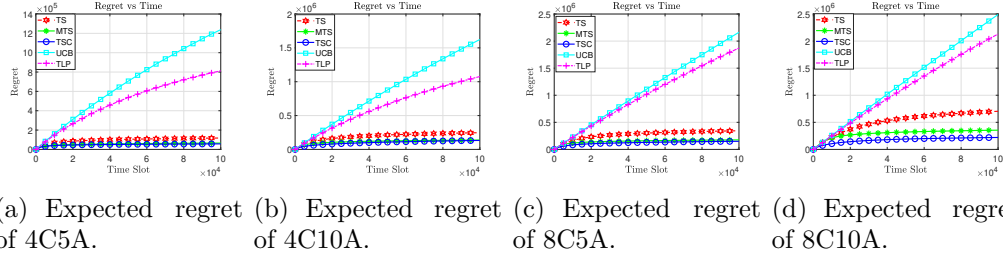 Regret vs Time
×10^5
14
12
10
8
6
4
2
0
Regret
TS
MTS
TSC
UCB
TLP
0 2 4 6 8 10
Time Slot
×10^4
(a) Expected regret
of 4C5A.
Regret vs Time
×10^6
2
1.5
1
0.5
0
Regret
TS
MTS
TSC
UCB
TLP
0 2 4 6 8 10
Time Slot
×10^4
(b) Expected regret
of 4C10A.
Regret vs Time
×10^6
2.5
2
1.5
1
0.5
0
Regret
TS
MTS
TSC
UCB
TLP
0 2 4 6 8 10
Time Slot
×10^4
(c) Expected regret
of 8C5A.
Regret vs Time
×10^6
2.5
2
1.5
1
0.5
0
Regret
TS
MTS
TSC
UCB
TLP
0 2 4 6 8 10
Time Slot
×10^4
(d) Expected regret
of 8C10A.